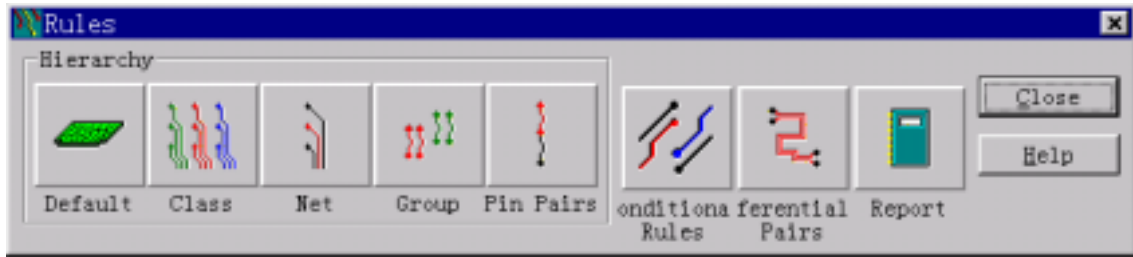 Rules
Hierarchy
Default Class Net Group Pin Pairs
onditiona ferential Report
Rules Pairs
Close
Help